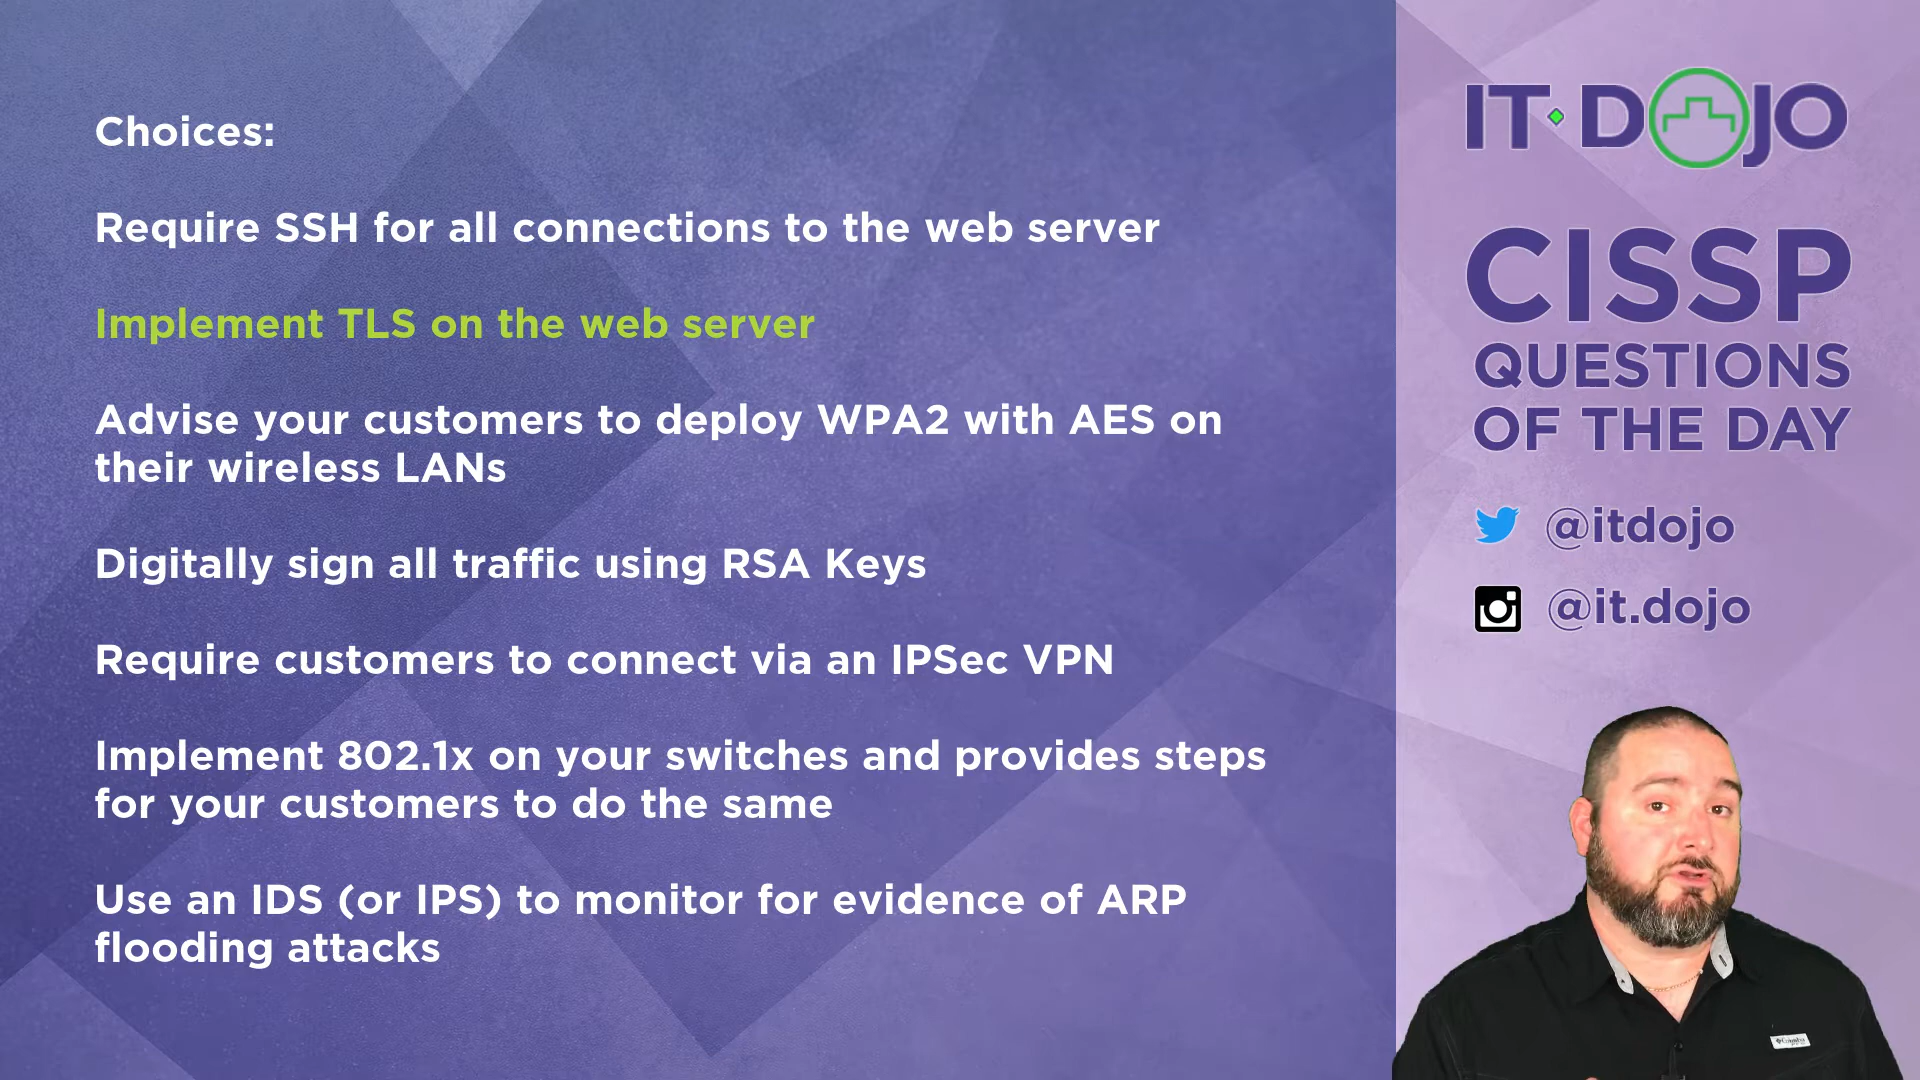 Choices:
Require SSH for all connections to the web server
Implement TLS on the web server
Advise your customers to deploy WPA2 with AES on
their wireless LANs
Digitally sign all traffic using RSA Keys
Require customers to connect via an IPSec VPN
Implement 802.1x on your switches and provides steps
for your customers to do the same
Use an IDS (or IPS) to monitor for evidence of ARP
flooding attacks
IT DOJO
CISSP
QUESTIONS
OF THE DAY
@itdojo
@it.dojo
Columbia